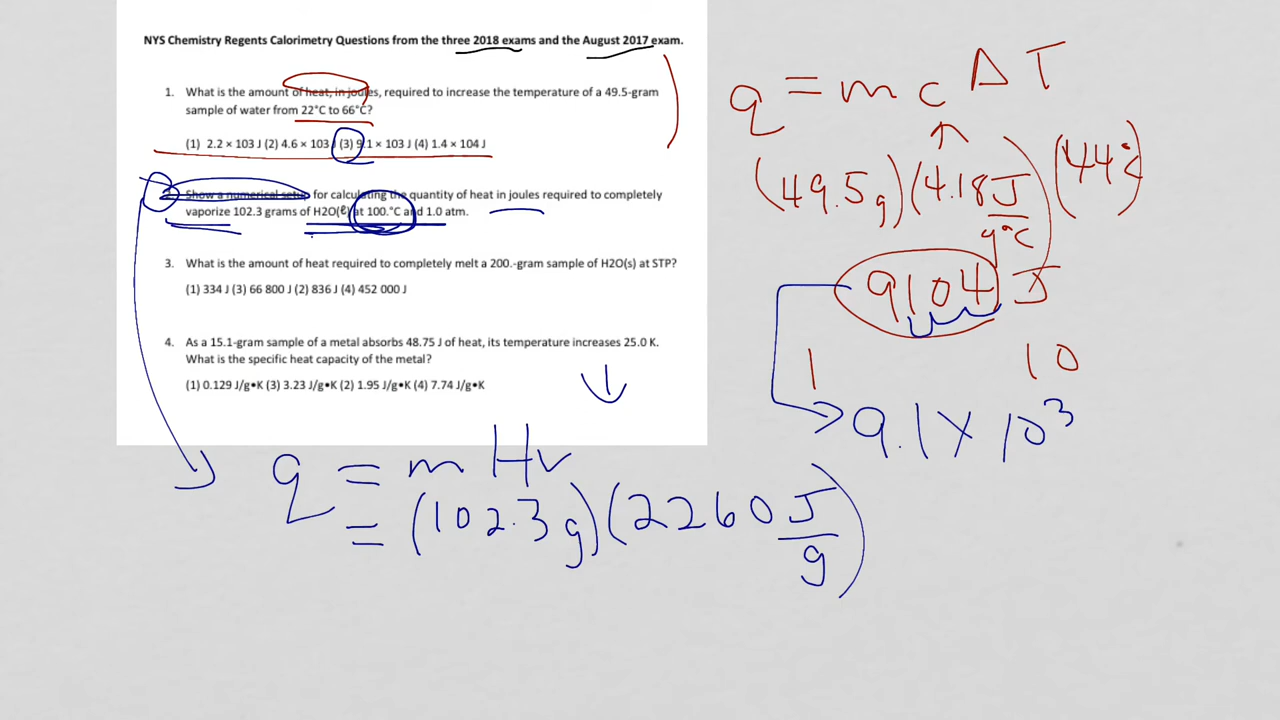 NYS Chemistry Regents Calorimetry Questions from the three 2018 exams and the August 2017 exam.
1. What is the amount of heat, in joules, required to increase the temperature of a 49.5-gram
sample of water from 22°C to 66°C?
(1) 2.2 × 103 J (2) 4.6 × 103 J (3) 9.1 × 103 J (4) 1.4 × 104 J
Show a numerical setup for calculating the quantity of heat in joules required to completely
vaporize 102.3 grams of H2O(ℓ) at 100.°C and 1.0 atm.
3. What is the amount of heat required to completely melt a 200.-gram sample of H2O(s) at STP?
(1) 334 J (3) 66 800 J (2) 836 J (4) 452 000 J
4. As a 15.1-gram sample of a metal absorbs 48.75 J of heat, its temperature increases 25.0 K.
What is the specific heat capacity of the metal?
(1) 0.129 J/g•K (3) 3.23 J/g•K (2) 1.95 J/g•K (4) 7.74 J/g•K
q = m c Δ T
(49.5g) (4.18 J/g°C) (44°C)
9104 J
1 10
9.1 X 10³
q = m Hv
= (102.3 g) (2260 J/g)